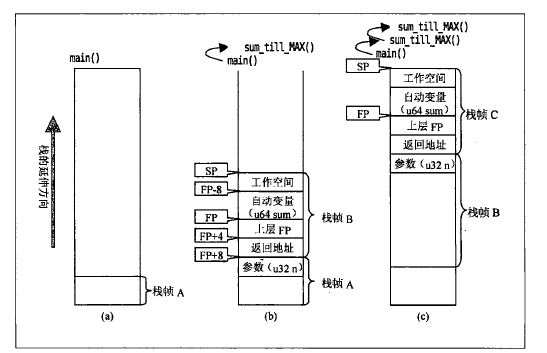 main()
栈的延伸方向
栈帧 A
(a)
sum_till_MAX()
main()
SP
FP-8
FP
FP+4
FP+8
工作空间
自动变量
(u64 sum)
上层 FP
返回地址
参数 (u32 n)
栈帧 B
栈帧 A
(b)
sum_till_MAX()
sum_till_MAX()
main()
SP
FP
工作空间
自动变量
(u64 sum)
上层 FP
返回地址
参数 (u32 n)
栈帧 C
栈帧 B
(c)